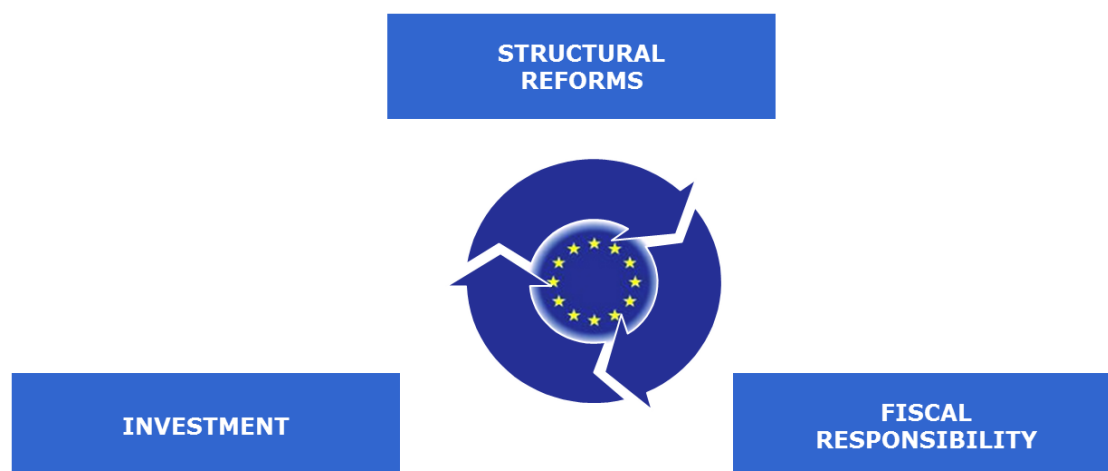 STRUCTURAL
REFORMS
INVESTMENT
FISCAL
RESPONSIBILITY